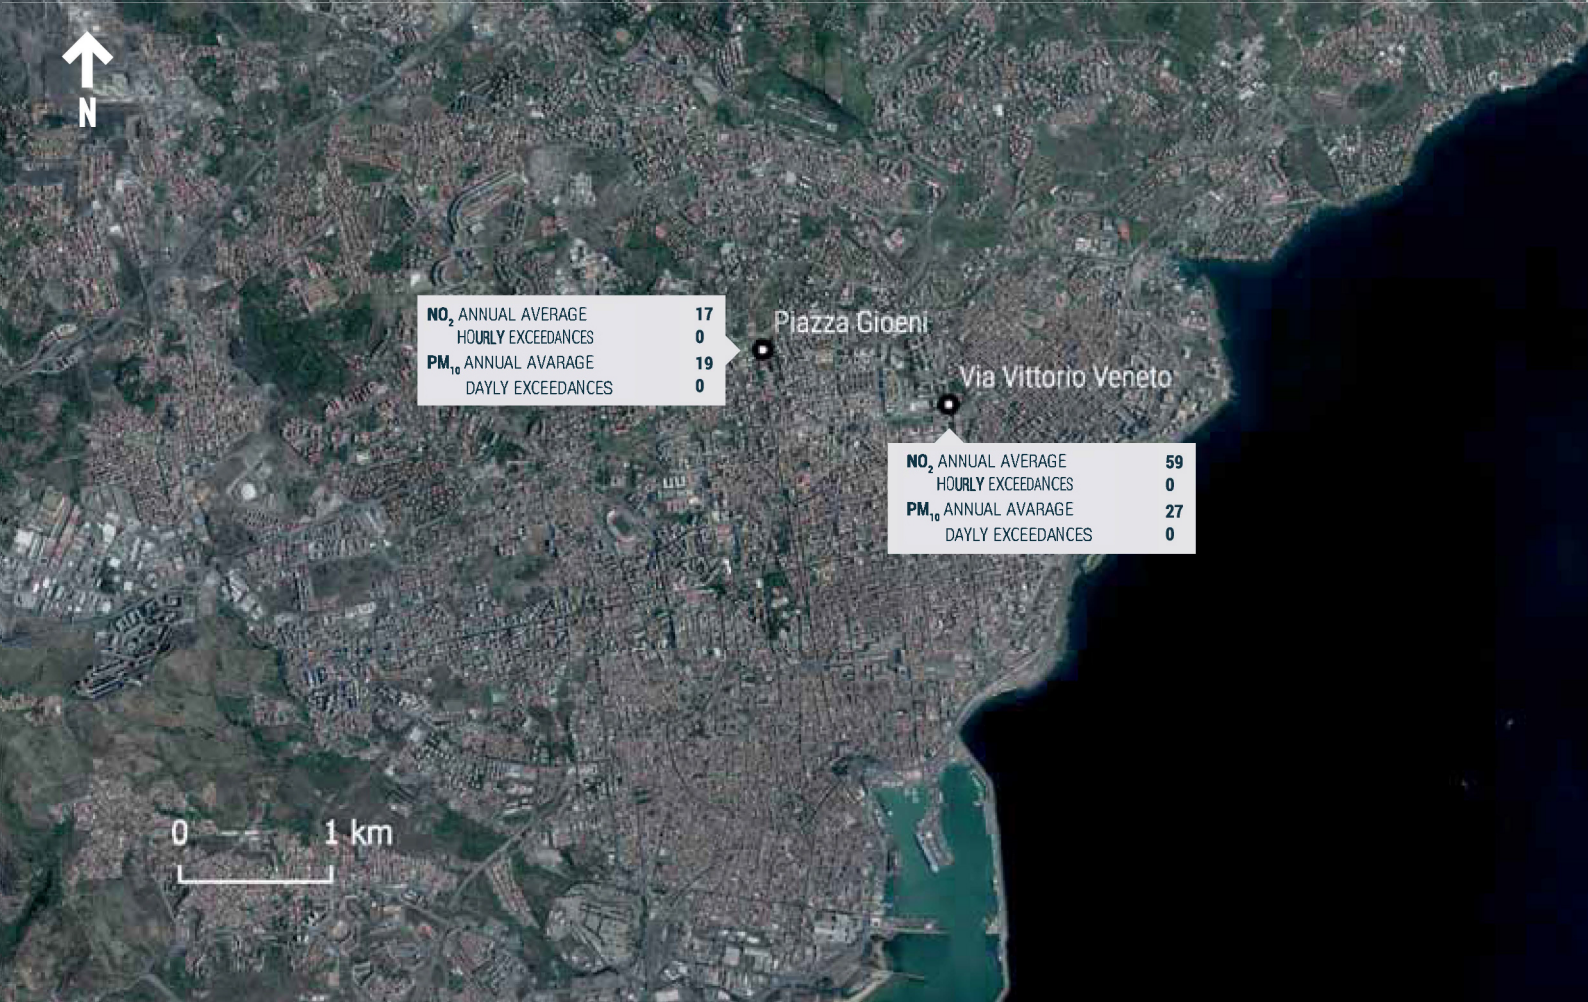 N
Piazza Gioeni
NO2 ANNUAL AVERAGE 17
HOURLY EXCEEDANCES 0
PM10 ANNUAL AVARAGE 19
DAYLY EXCEEDANCES 0
Via Vittorio Veneto
NO2 ANNUAL AVERAGE 59
HOURLY EXCEEDANCES 0
PM10 ANNUAL AVARAGE 27
DAYLY EXCEEDANCES 0
0 1 km